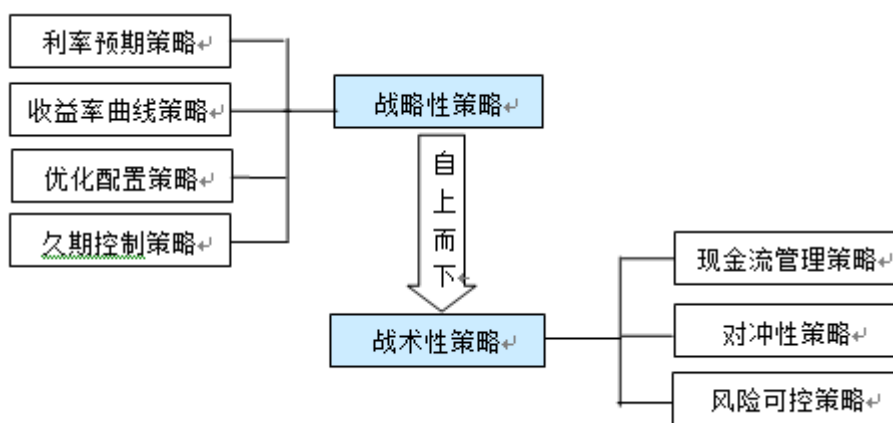 利率预期策略
收益率曲线策略
优化配置策略
久期控制策略
战略性策略
自上而下
战术性策略
现金流管理策略
对冲性策略
风险可控策略